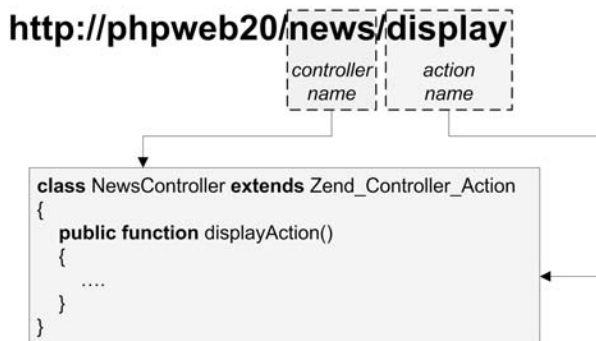 http://phpweb20/news/display
controller action
name name
class NewsController extends Zend_Controller_Action
{
public function displayAction()
{
....
}
}